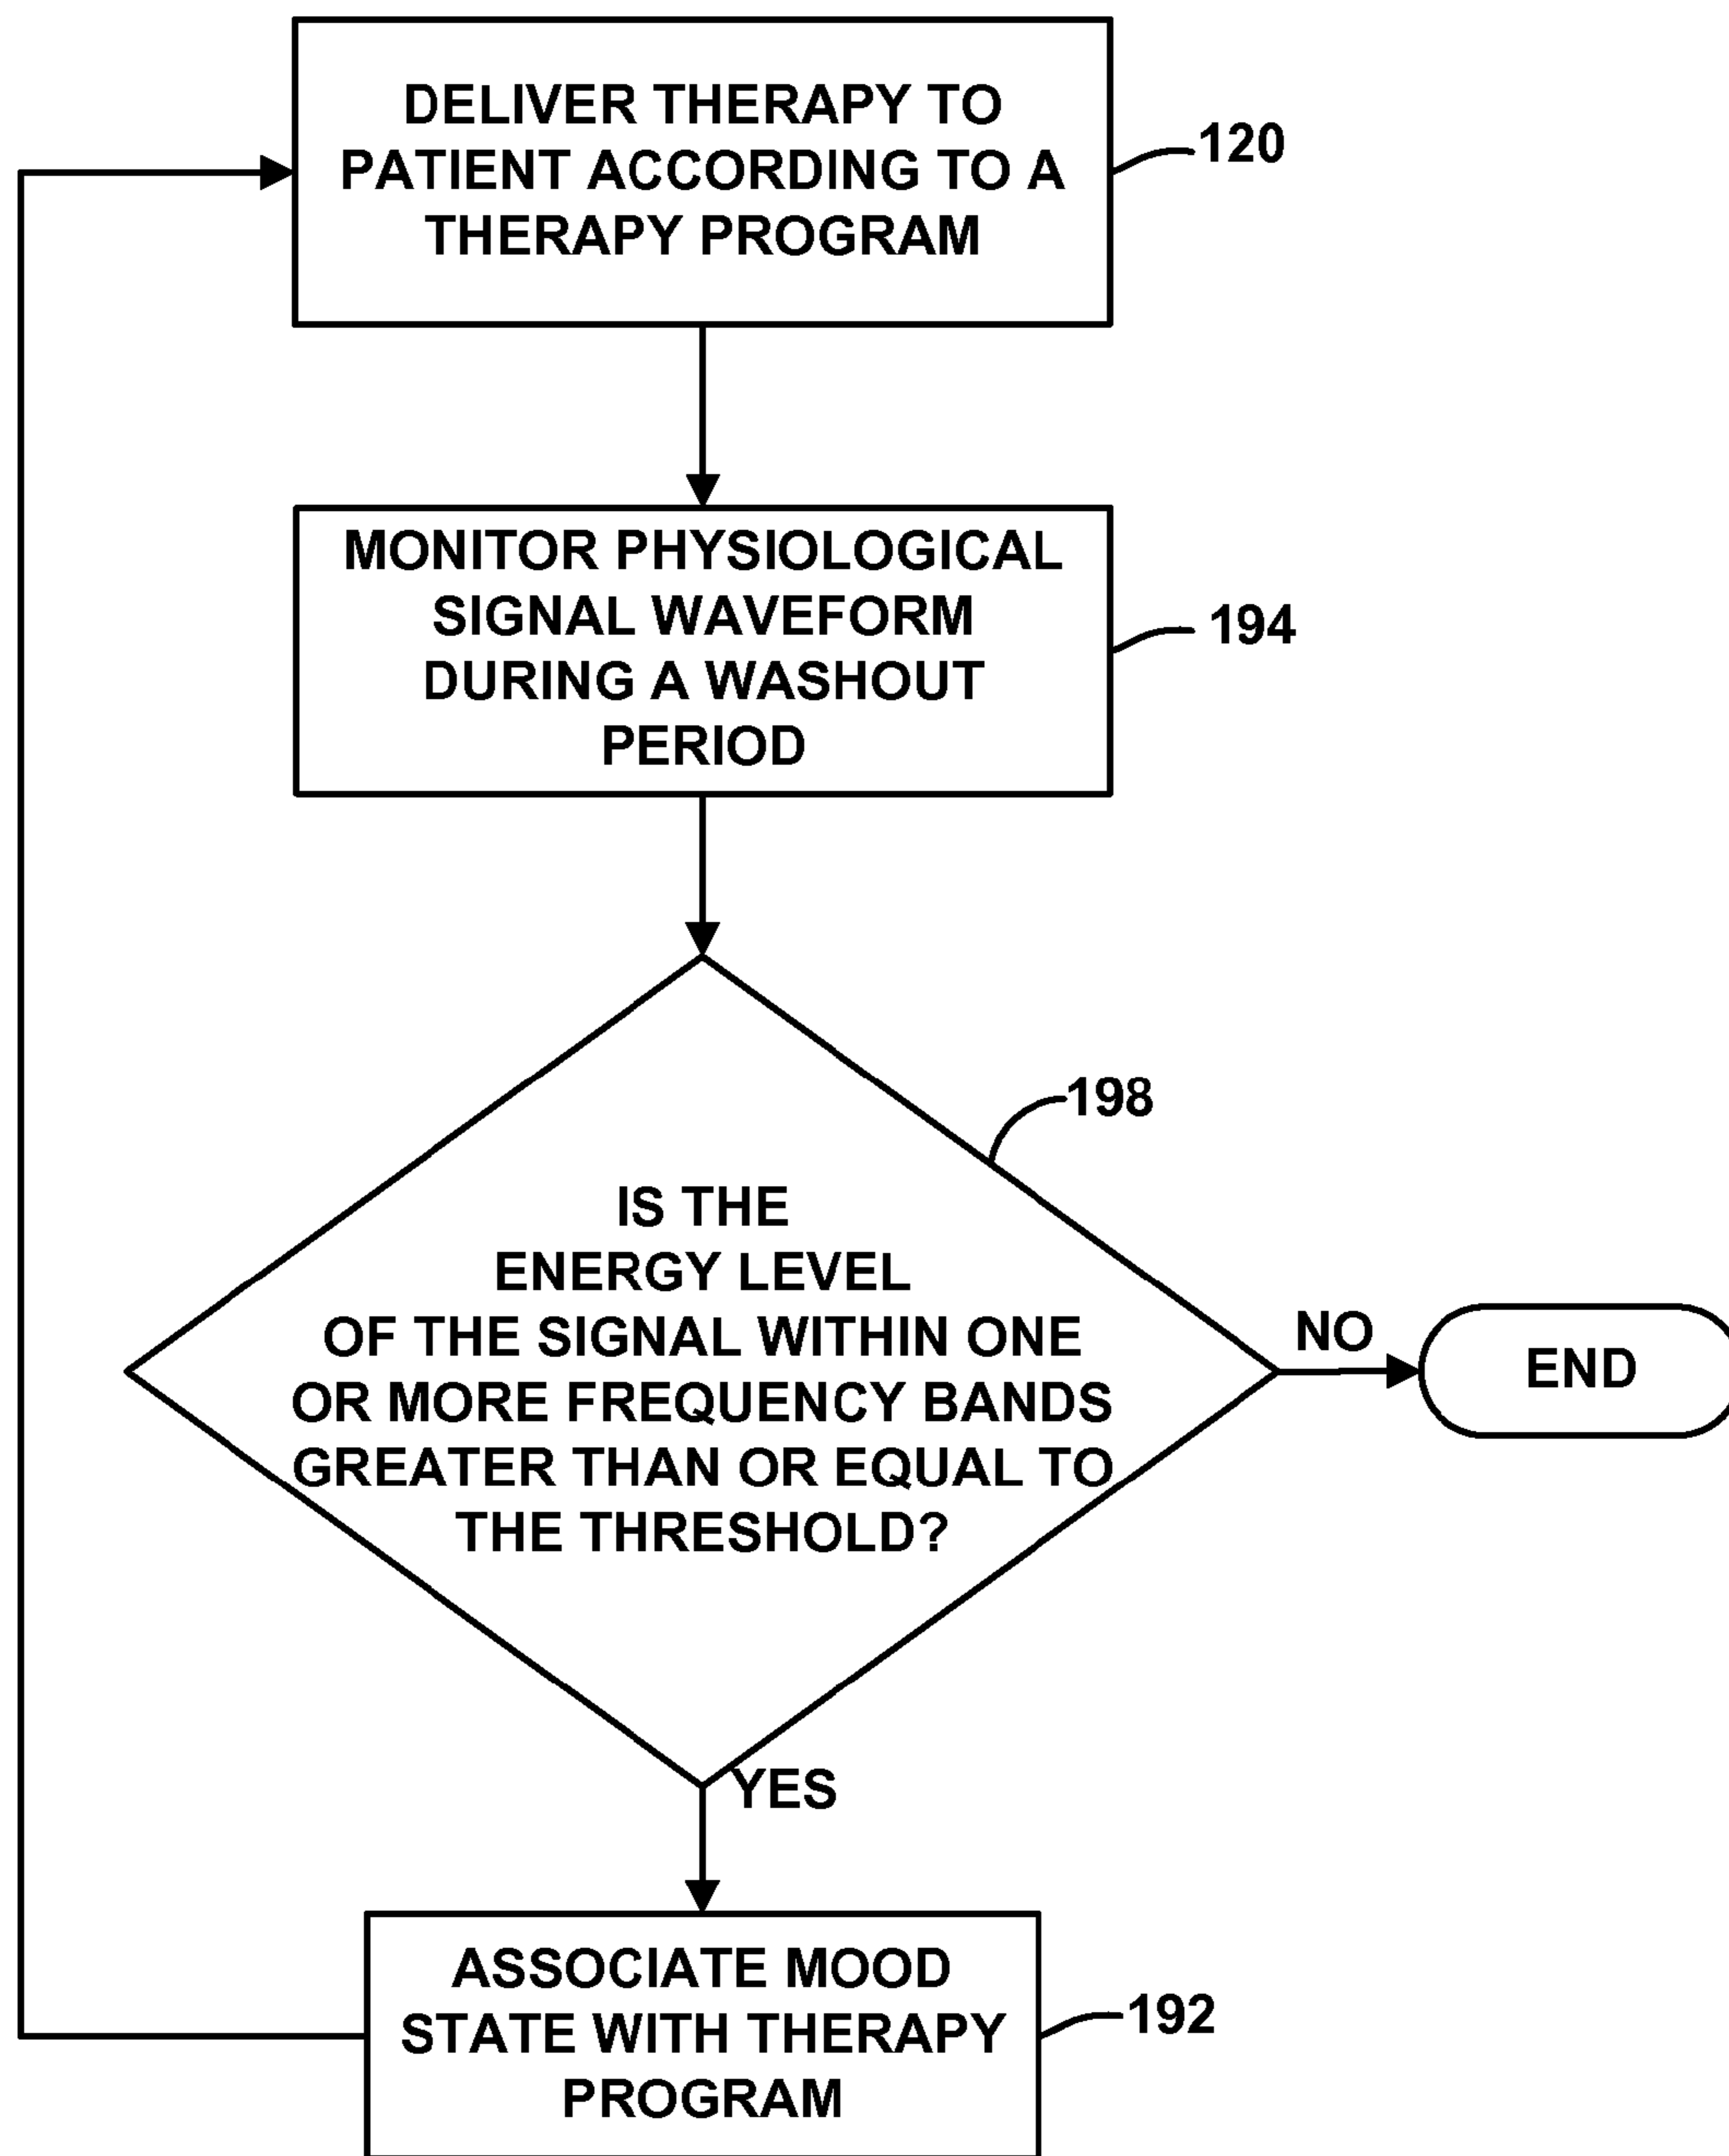 DELIVER THERAPY TO
PATIENT ACCORDING TO A
THERAPY PROGRAM
120
MONITOR PHYSIOLOGICAL
SIGNAL WAVEFORM
DURING A WASHOUT
PERIOD
194
198
IS THE
ENERGY LEVEL
OF THE SIGNAL WITHIN ONE
OR MORE FREQUENCY BANDS
GREATER THAN OR EQUAL TO
THE THRESHOLD?
NO
END
YES
ASSOCIATE MOOD
STATE WITH THERAPY
PROGRAM
192